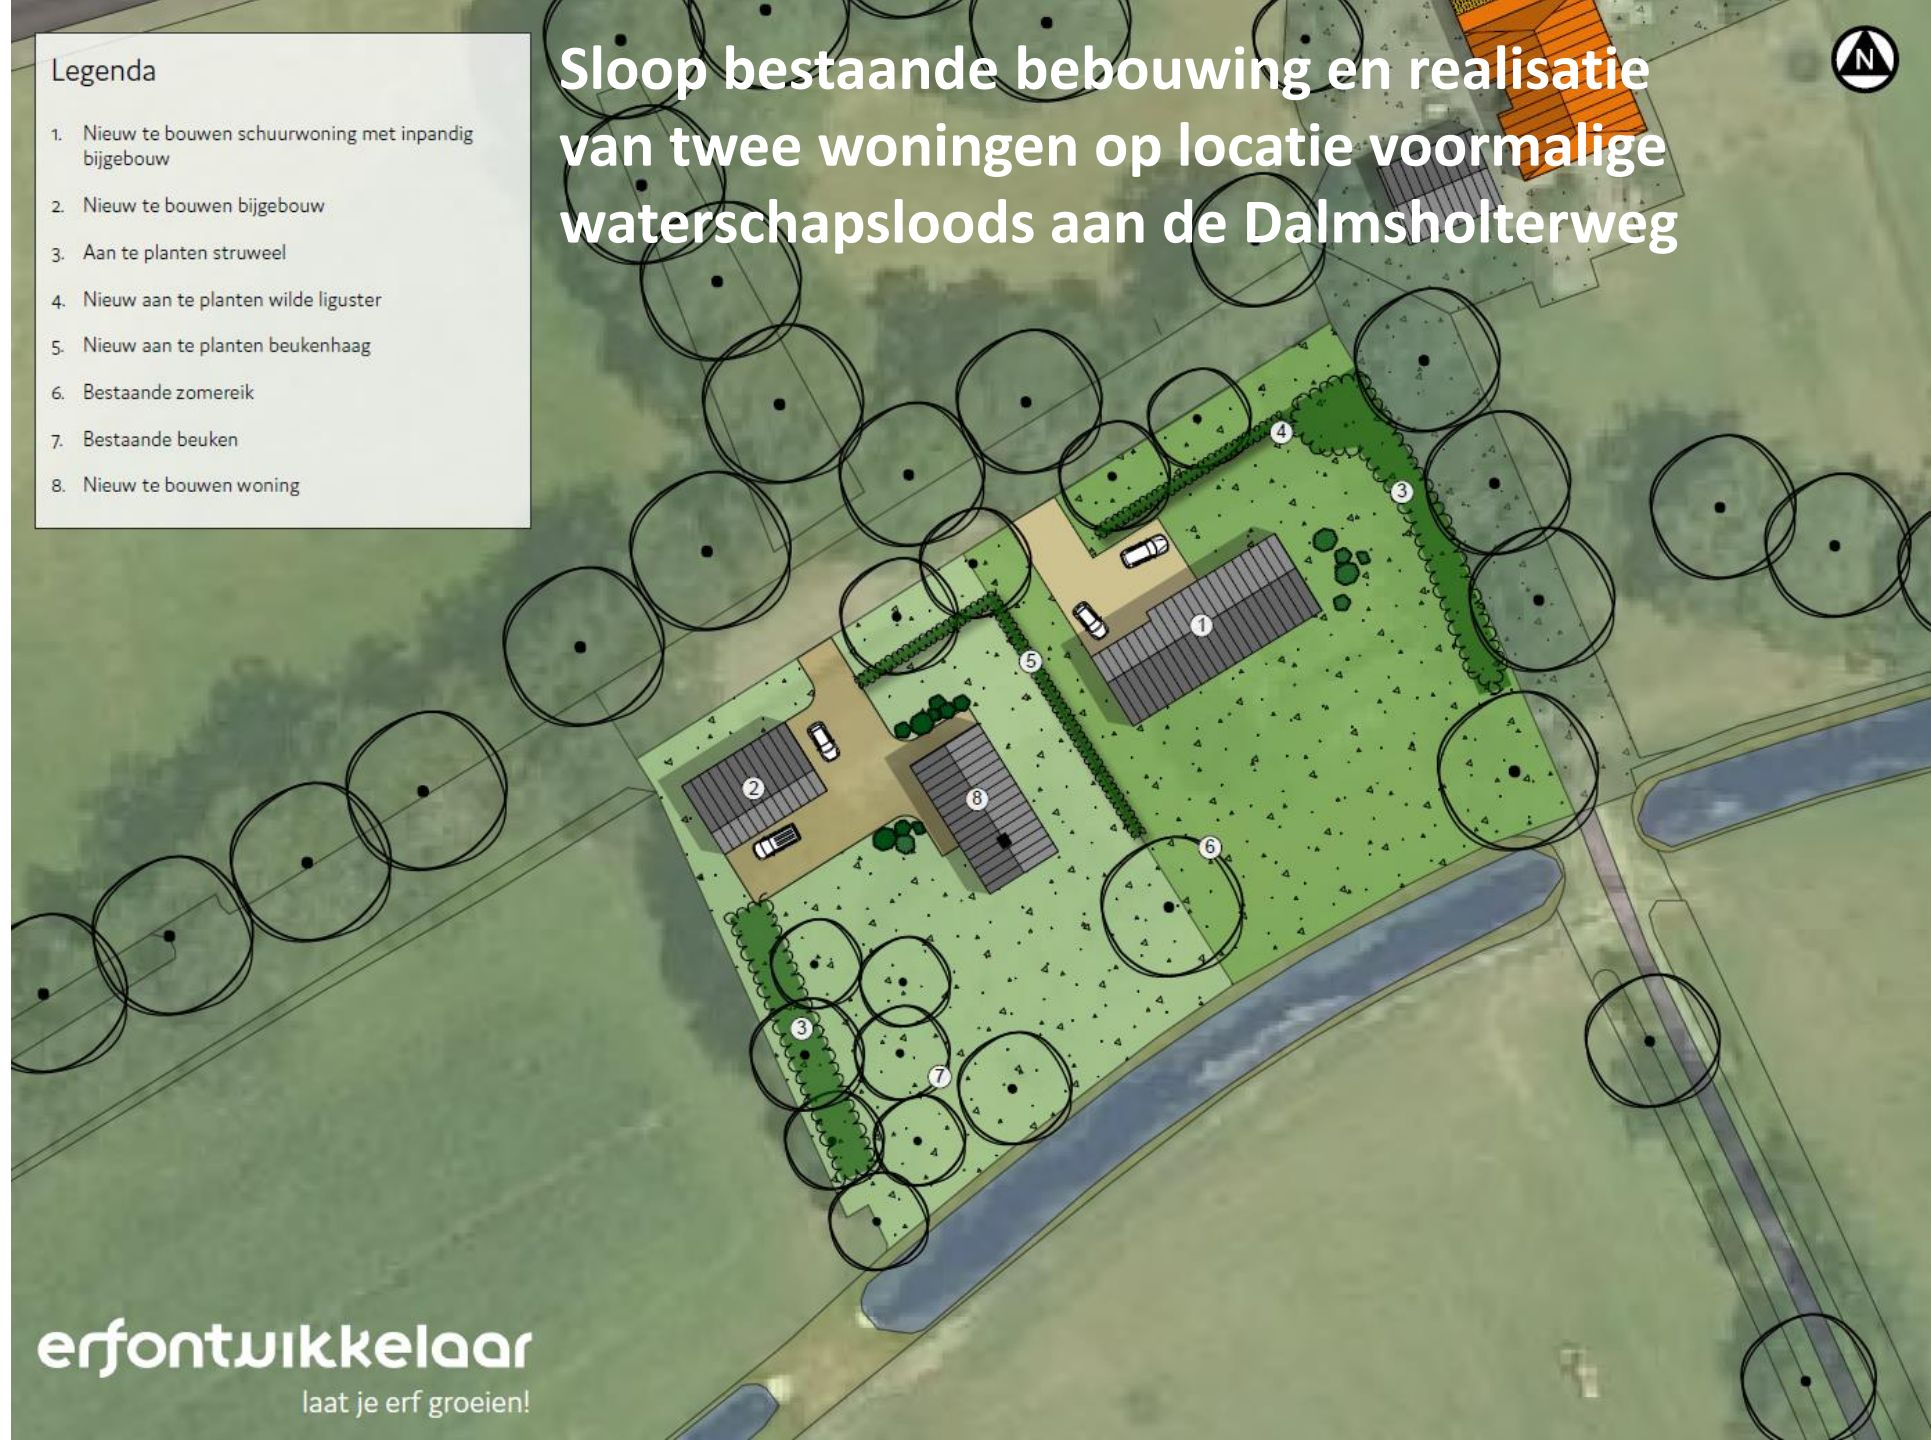 Sloop bestaande bebouwing en realisatie
van twee woningen op locatie voormalige
waterschapsloods aan de Dalmsholterweg
N
Legenda
1. Nieuw te bouwen schuurwoning met inpandig
bijgebouw
2. Nieuw te bouwen bijgebouw
3. Aan te planten struweel
4. Nieuw aan te planten wilde liguster
5. Nieuw aan te planten beukenhaag
6. Bestaande zomereik
7. Bestaande beuken
8. Nieuw te bouwen woning
4
3
1
5
2
8
6
3
7
erfontwikkelaar
laat je erf groeien!